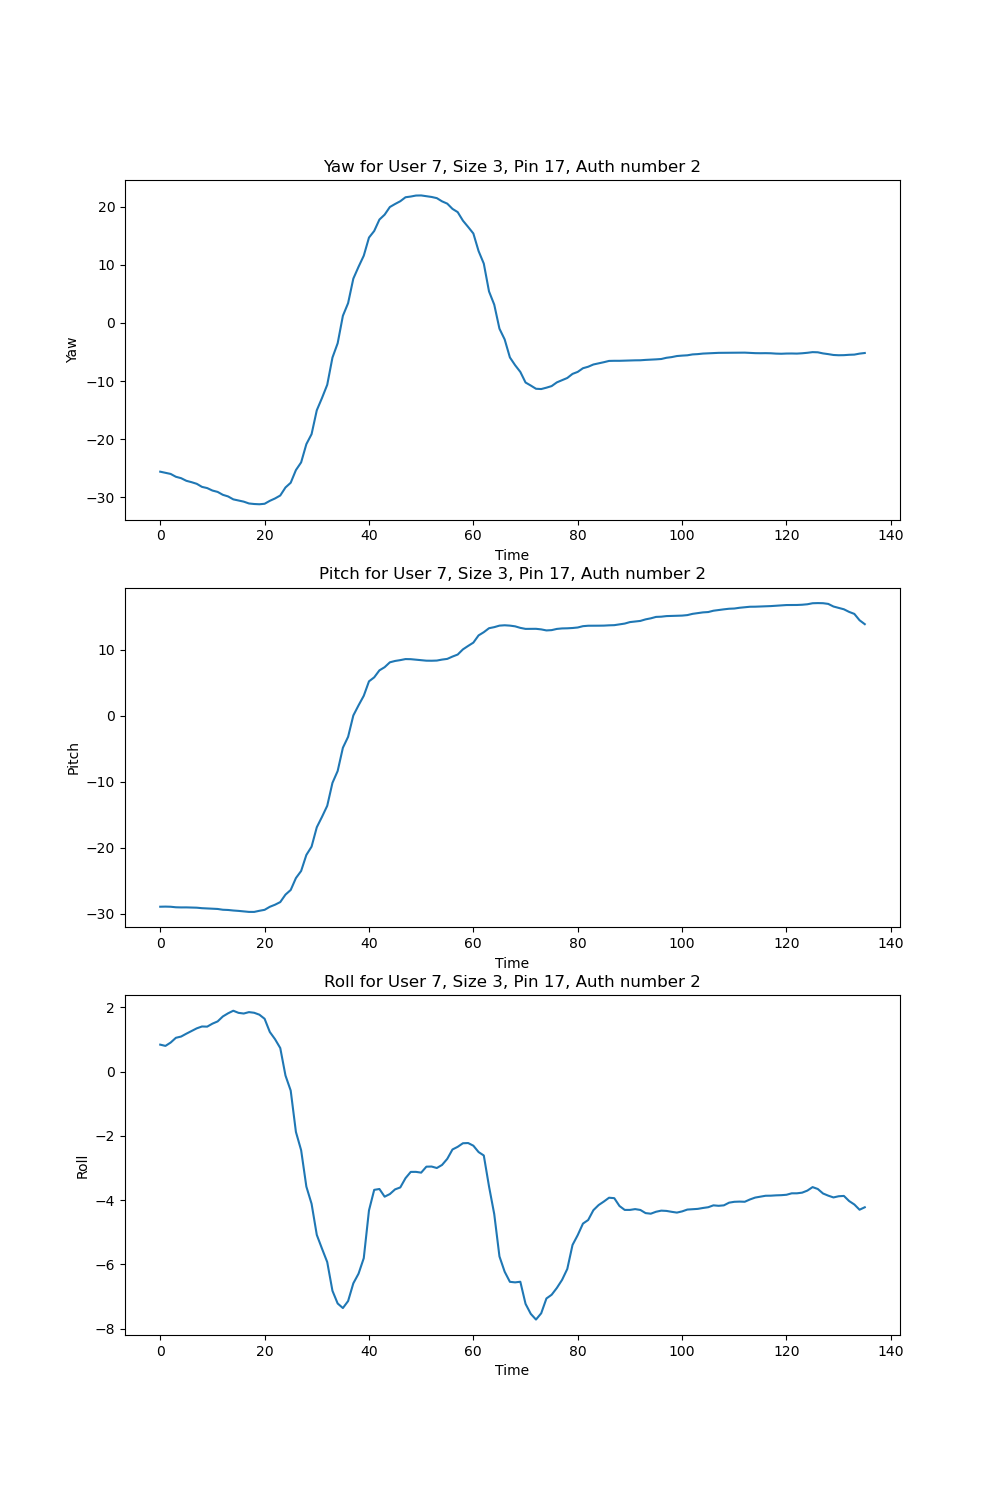 Yaw for User 7, Size 3, Pin 17, Auth number 2
20
10
0
−10
−20
−30
Yaw
0 20 40 60 80 100 120 140
Time
Pitch for User 7, Size 3, Pin 17, Auth number 2
10
0
−10
−20
−30
Pitch
0 20 40 60 80 100 120 140
Time
Roll for User 7, Size 3, Pin 17, Auth number 2
2
0
−2
−4
−6
−8
Roll
0 20 40 60 80 100 120 140
Time